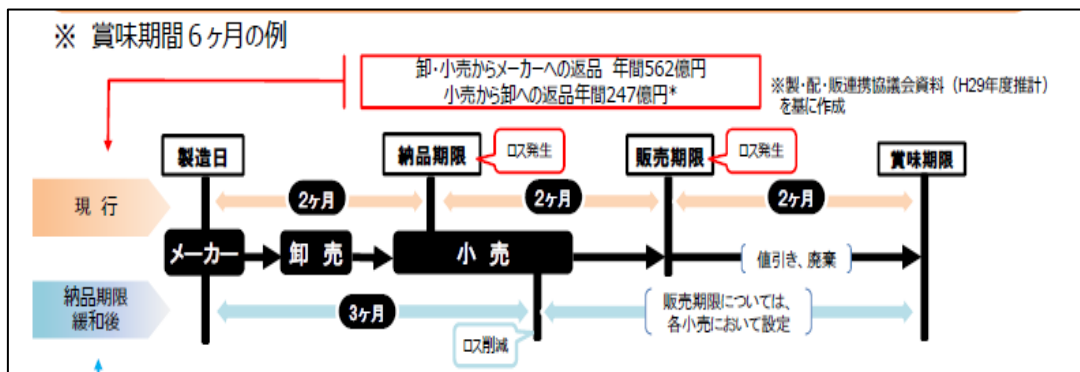 ※ 賞味期間6ヶ月の例
卸・小売からメーカーへの返品 年間562億円
小売から卸への返品年間247億円*
※製・配・販連携協議会資料（H29年度推計）
を基に作成
製造日
納品期限
ロス発生
販売期限
ロス発生
賞味期限
現 行
2ヶ月
2ヶ月
2ヶ月
メーカー
卸 売
小 売
値引き、廃棄
納品期限
緩和後
3ヶ月
販売期限については、
各小売において設定
ロス削減